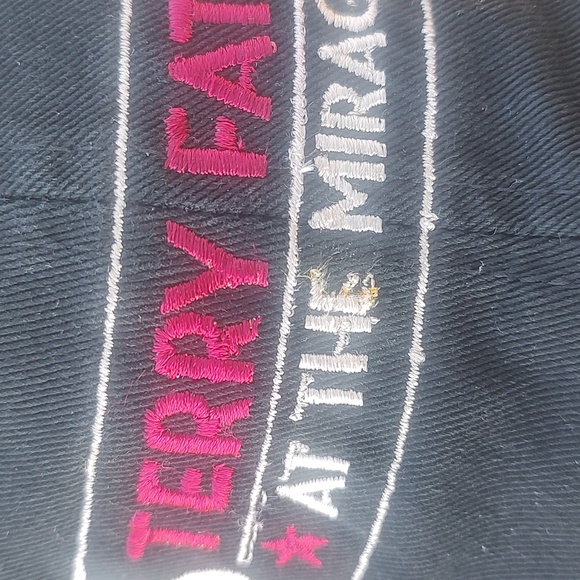 TERRY FAT
★ AT THE MIRAG